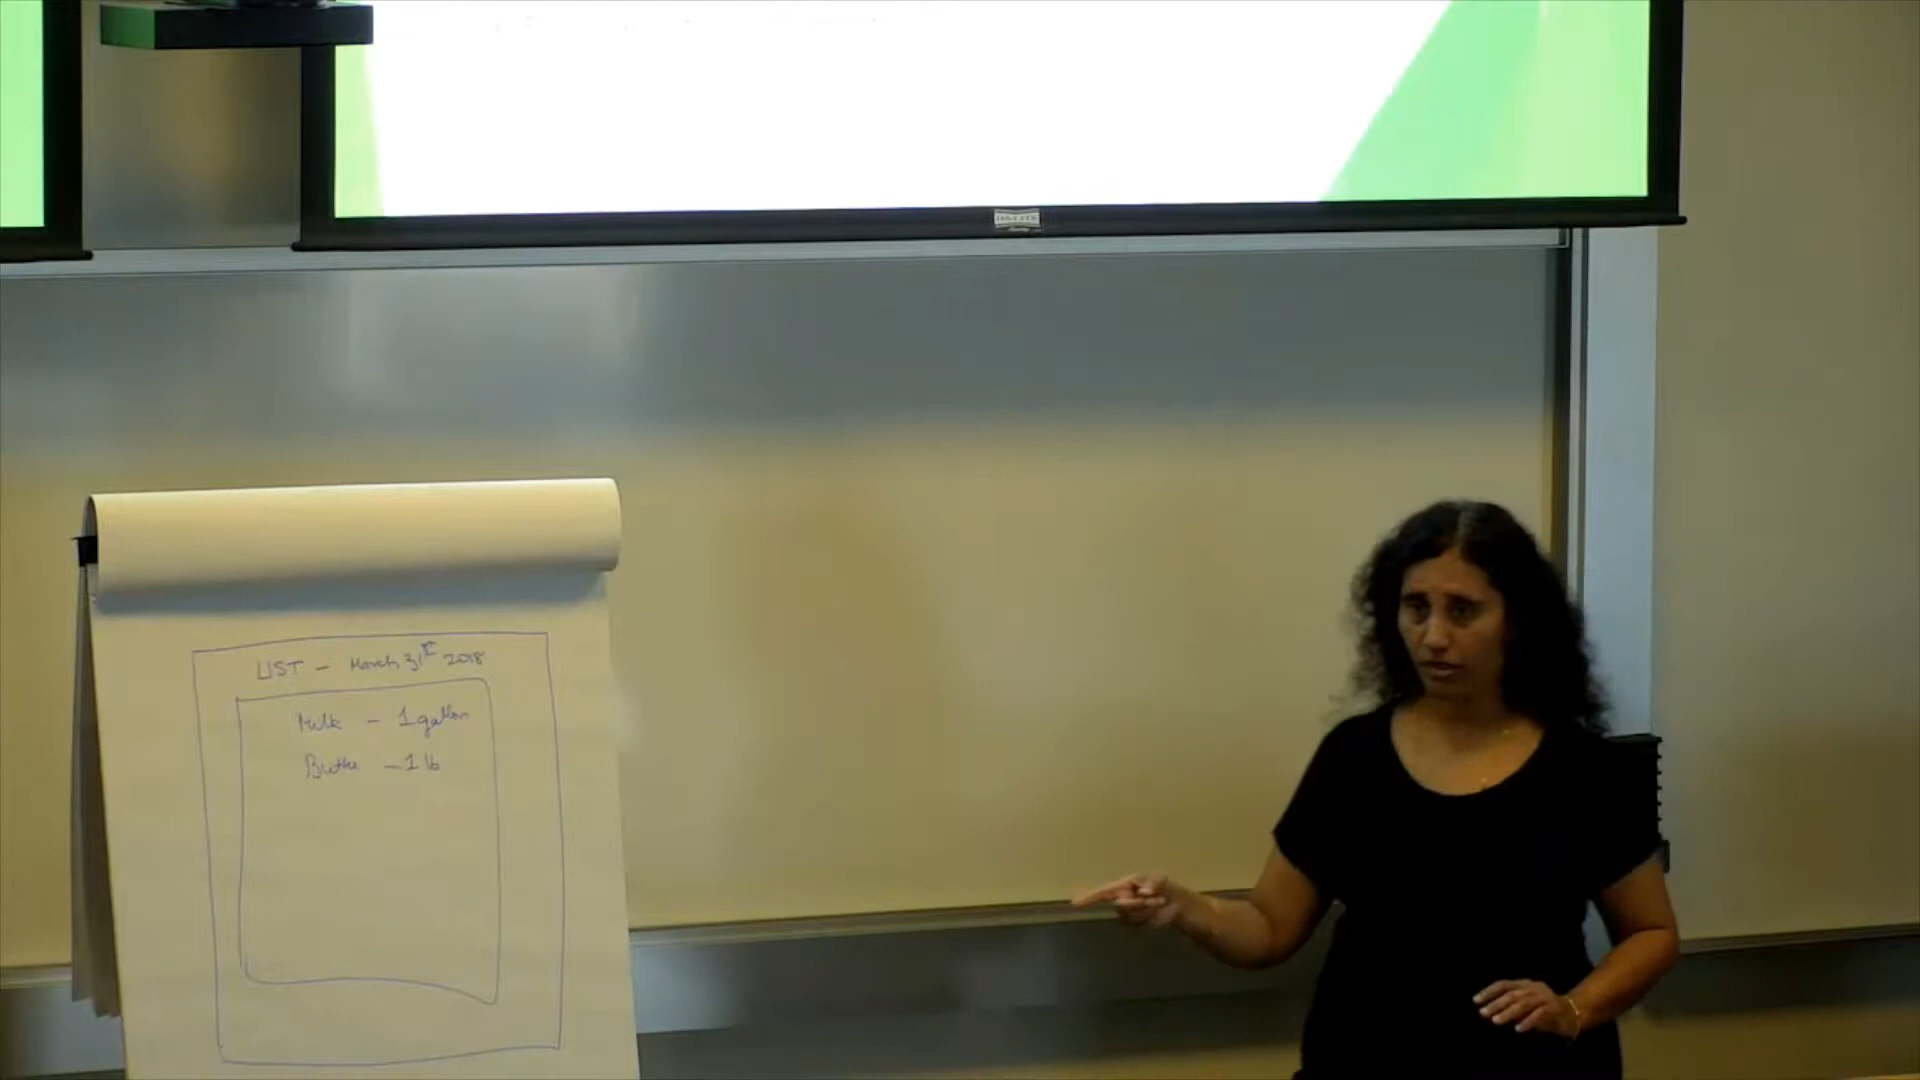 LIST - March 31st 2018
Milk - 1 gallon
Butter - 1 lb